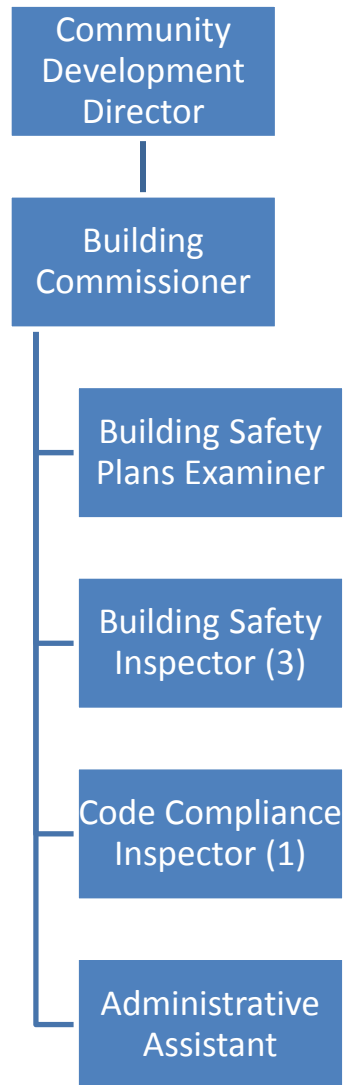 Community
Development
Director
Building
Commissioner
Building Safety
Plans Examiner
Building Safety
Inspector (3)
Code Compliance
Inspector (1)
Administrative
Assistant